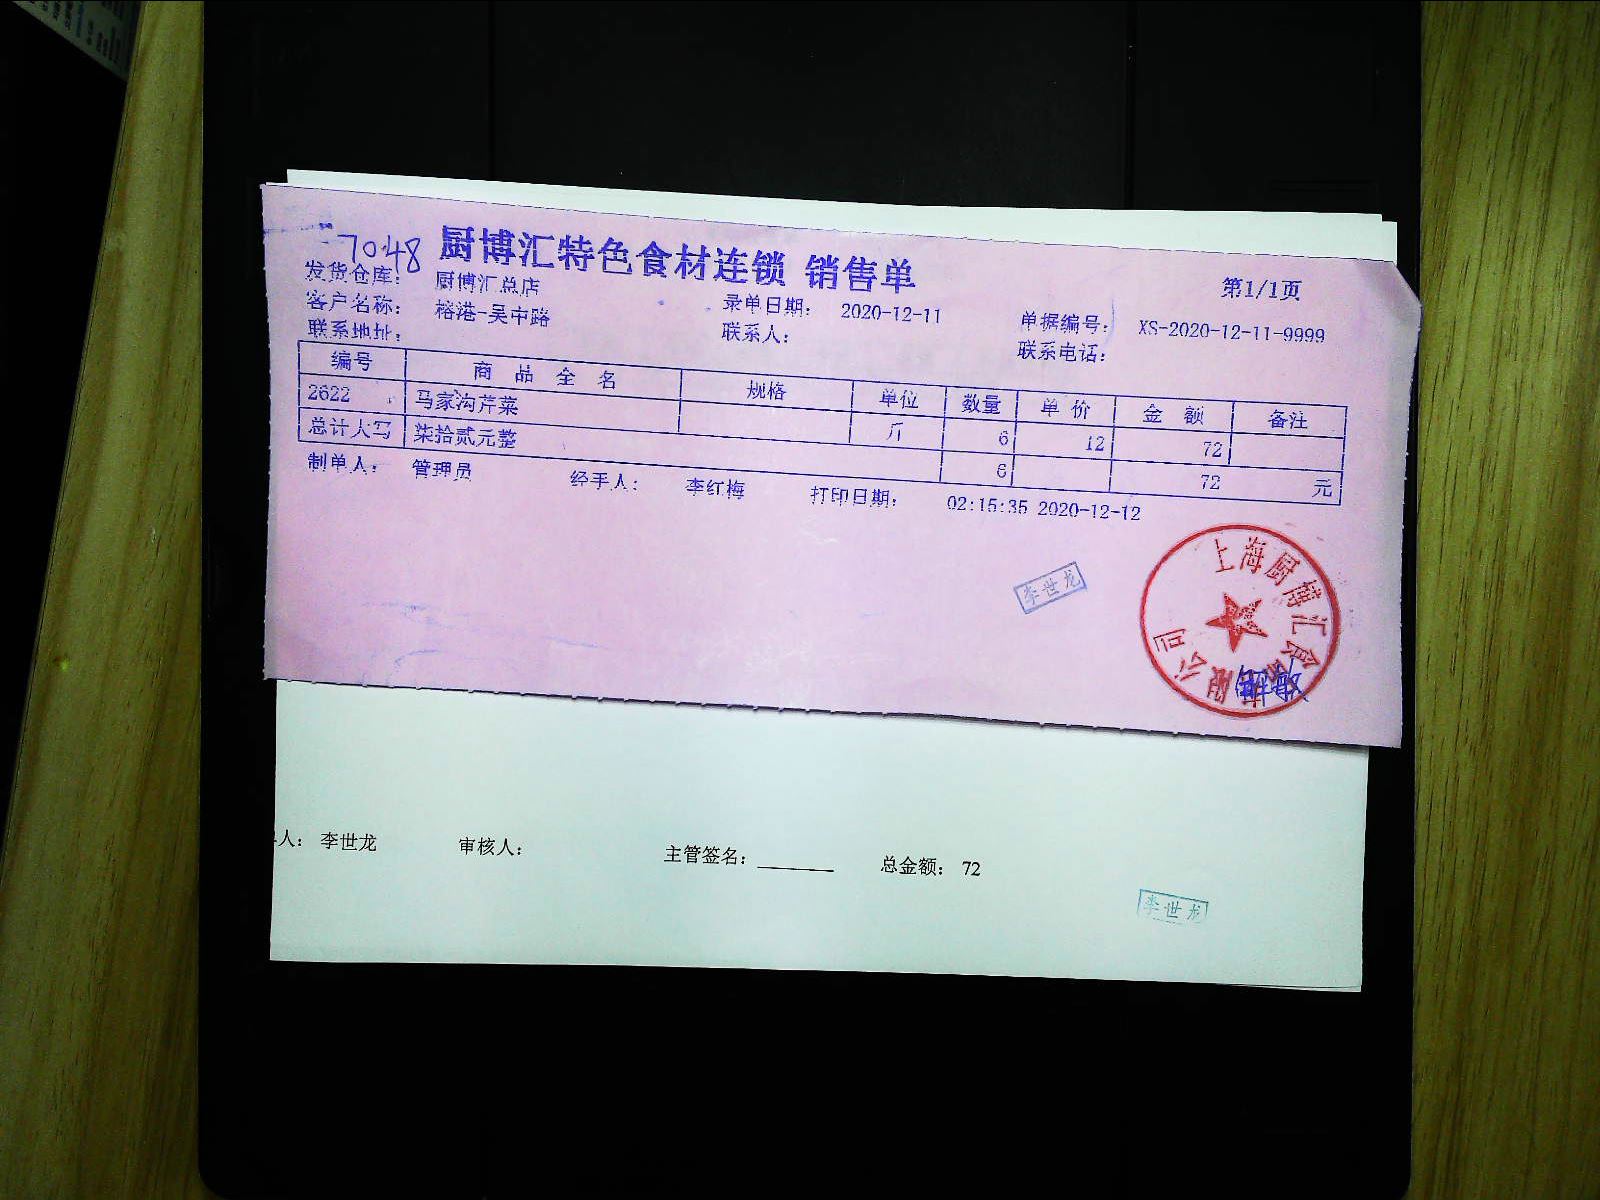 7048
厨博汇特色食材连锁 销售单
第1/1页
发货仓库: 厨博汇总店
客户名称: 榕港-吴中路 录单日期: 2020-12-11 单据编号: XS-2020-12-11-9999
联系地址: 联系人: 联系电话:
编号 商品全名 规格 单位 数量 单价 金额 备注
2622 马家沟芹菜 斤 6 12 72
总计大写 柒拾贰元整 6 72 元
制单人: 管理员 经手人: 李红梅 打印日期: 02:15:35 2020-12-12
李世龙
上海厨博汇食 限公司
人: 李世龙 审核人: 主管签名: 总金额: 72
李世龙